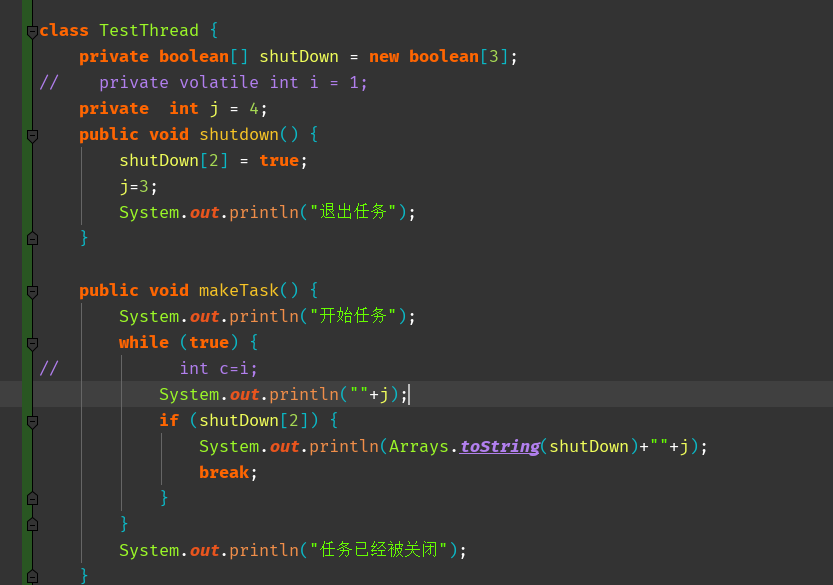 class TestThread {
    private boolean[] shutDown = new boolean[3];
//    private volatile int i = 1;
    private  int j = 4;
    public void shutdown() {
        shutDown[2] = true;
        j=3;
        System.out.println("退出任务");
    }
    public void makeTask() {
        System.out.println("开始任务");
        while (true) {
//            int c=i;
            System.out.println(""+j);
            if (shutDown[2]) {
                System.out.println(Arrays.toString(shutDown)+""+j);
                break;
            }
        }
        System.out.println("任务已经被关闭");
    }